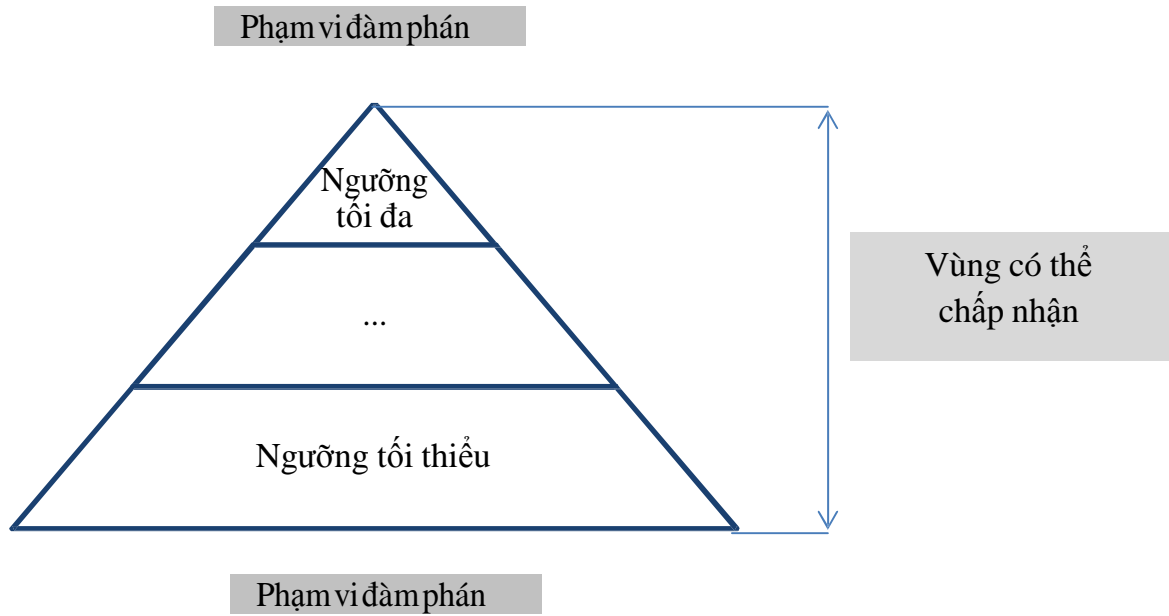 Phạm vi đàm phán
Ngưỡng
tối đa
...
Vùng có thể
chấp nhận
Ngưỡng tối thiểu
Phạm vi đàm phán